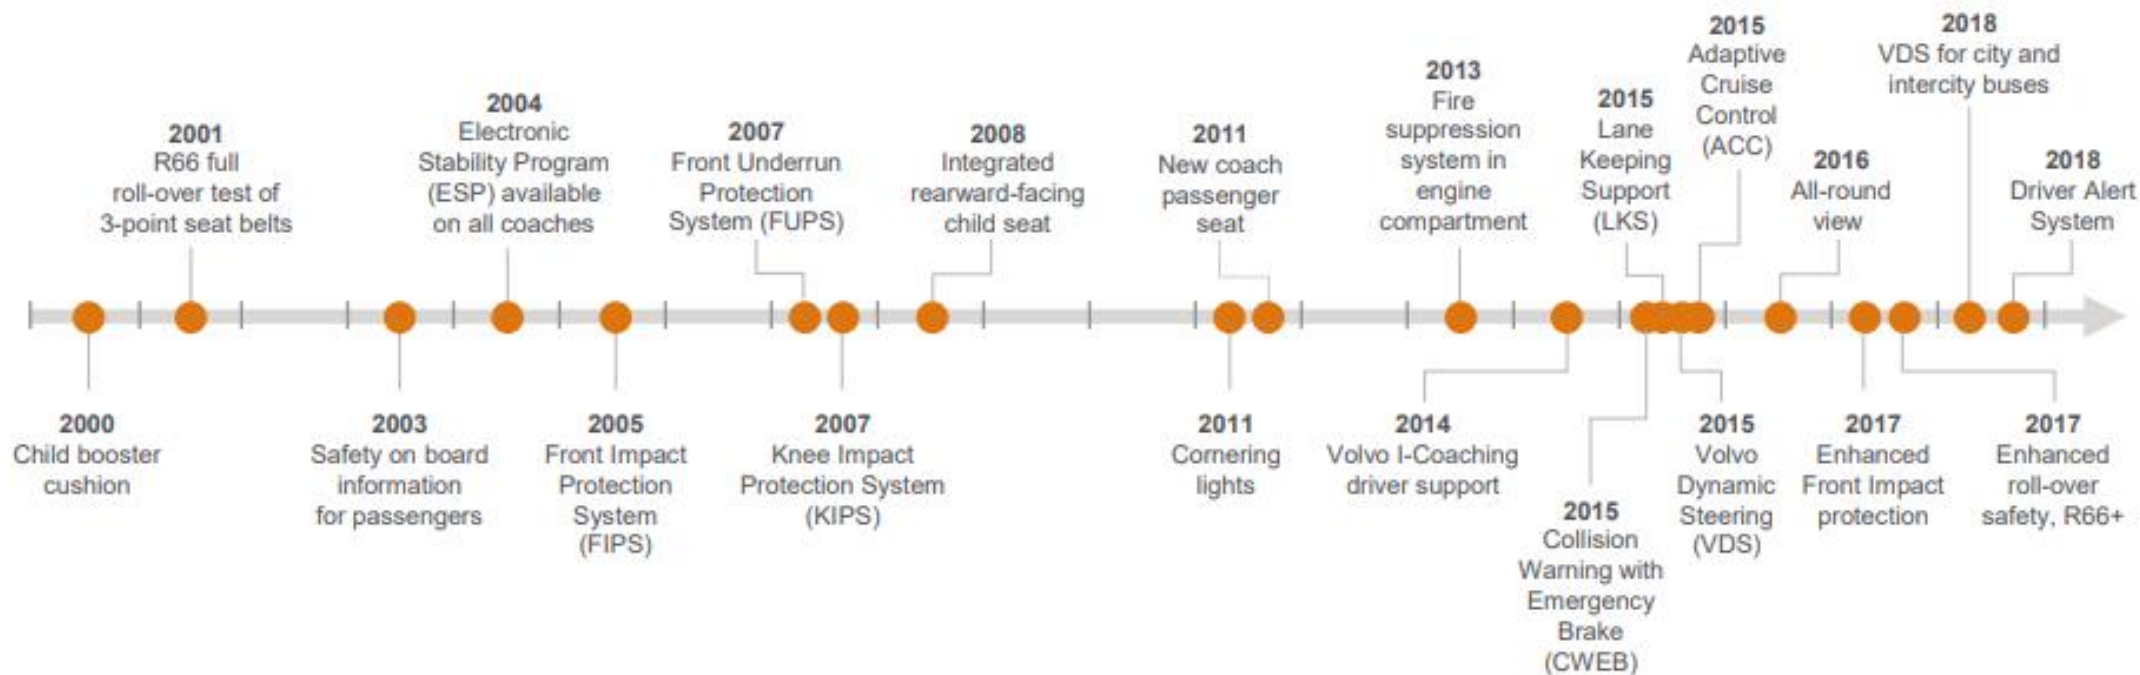 2001
R66 full
roll-over test of
3-point seat belts
2004
Electronic
Stability Program
(ESP) available
on all coaches
2007
Front Underrun
Protection
System (FUPS)
2008
Integrated
rearward-facing
child seat
2011
New coach
passenger
seat
2013
Fire
suppression
system in
engine
compartment
2015
Lane
Keeping
Support
(LKS)
2015
Adaptive
Cruise
Control
(ACC)
2016
All-round
view
2018
VDS for city and
intercity buses
2018
Driver Alert
System
2000
Child booster
cushion
2003
Safety on board
information
for passengers
2005
Front Impact
Protection
System
(FIPS)
2007
Knee Impact
Protection System
(KIPS)
2011
Cornering
lights
2014
Volvo I-Coaching
driver support
2015
Collision
Warning with
Emergency
Brake
(CWEB)
2015
Volvo
Dynamic
Steering
(VDS)
2017
Enhanced
Front Impact
protection
2017
Enhanced
roll-over
safety, R66+